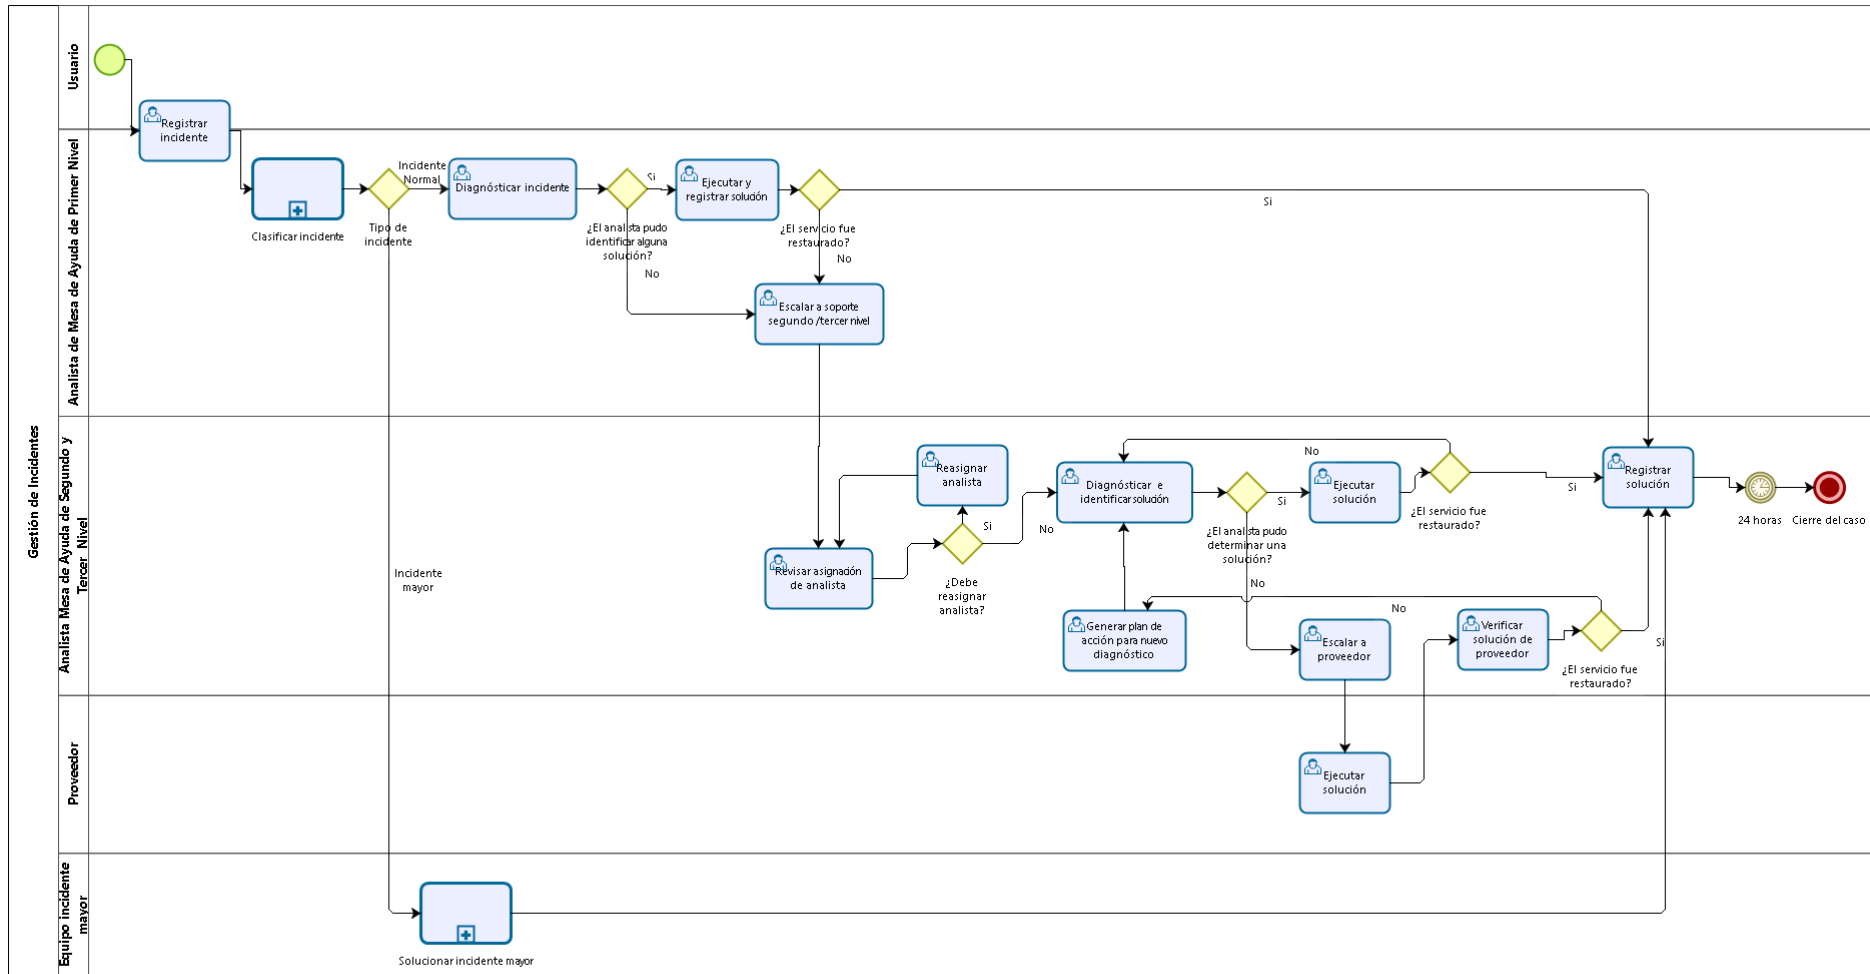 Gestión de Incidentes
Usuario
Registrar
incidente
Analista de Mesa de Ayuda de Primer Nivel
Clasificar incidente
Tipo de
incidente
Incidente
Normal
Diagnósticar incidente
¿El analista pudo
identificar alguna
solución?
Si
No
Ejecutar y
registrar solución
¿El servicio fue
restaurado?
Si
No
Escalar a soporte
segundo /tercer nivel
Incidente
mayor
Analista Mesa de Ayuda de Segundo y
Tercer Nivel
Revisar asignación
de analista
Reasignar
analista
Si
¿Debe
reasignar
analista?
No
Diagnósticar e
identificar solución
¿El analista pudo
determinar una
solución?
Si
No
Ejecutar
solución
No
¿El servicio fue
restaurado?
Si
Registrar
solución
24 horas
Cierre del caso
Generar plan de
acción para nuevo
diagnóstico
Escalar a
proveedor
No
Verificar
solución de
proveedor
¿El servicio fue
restaurado?
Si
Proveedor
Ejecutar
solución
Equipo incidente
mayor
Solucionar incidente mayor